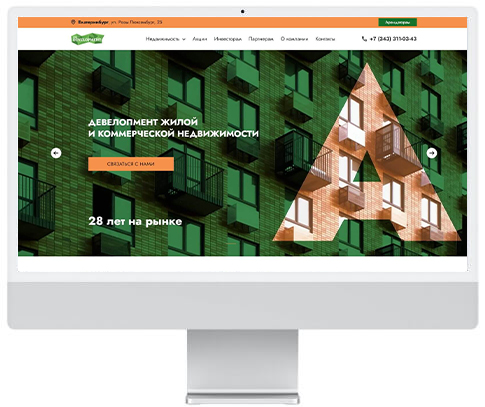 Екатеринбург, ул. Розы Люксембург, 28
Арендаторам
Недвижимость Акции Инвесторам Партнерам О компании Контакты +7 (343) 311-03-43
ДЕВЕЛОПМЕНТ ЖИЛОЙ
И КОММЕРЧЕСКОЙ НЕДВИЖИМОСТИ
СВЯЗАТЬСЯ С НАМИ
28 лет на рынке
А